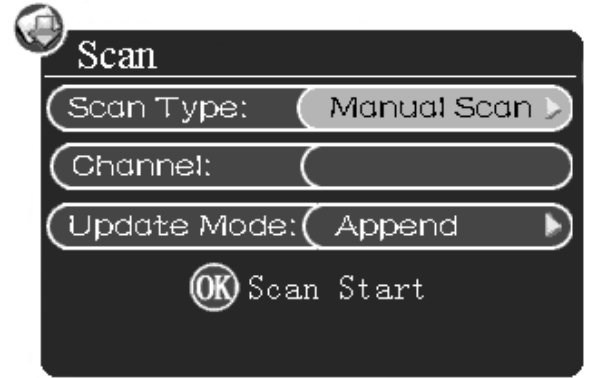 Scan
Scan Type: Manual Scan
Channel:
Update Mode: Append
OK Scan Start